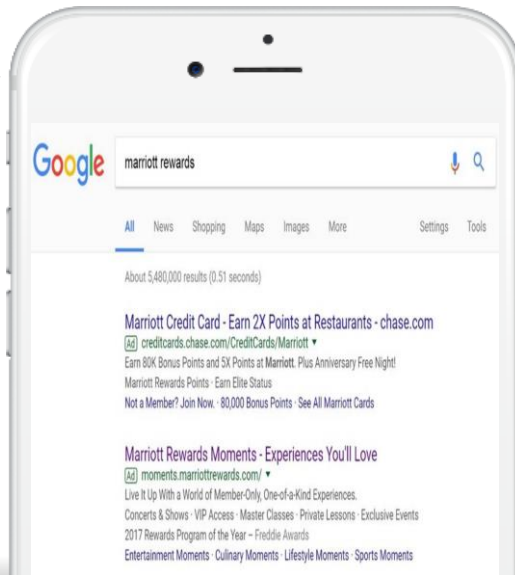 Google
marriott rewards
All News Shopping Maps Images More Settings Tools
About 5,480,000 results (0.51 seconds)
Marriott Credit Card - Earn 2X Points at Restaurants - chase.com
Ad creditcards.chase.com/CreditCards/Marriott ▼
Earn 80K Bonus Points and 5X Points at Marriott. Plus Anniversary Free Night!
Marriott Rewards Points · Earn Elite Status
Not a Member? Join Now. · 80,000 Bonus Points · See All Marriott Cards
Marriott Rewards Moments - Experiences You'll Love
Ad moments.marriottrewards.com/ ▼
Live It Up With a World of Member-Only, One-of-a-Kind Experiences.
Concerts & Shows · VIP Access · Master Classes · Private Lessons · Exclusive Events
2017 Rewards Program of the Year – Freddie Awards
Entertainment Moments · Culinary Moments · Lifestyle Moments · Sports Moments